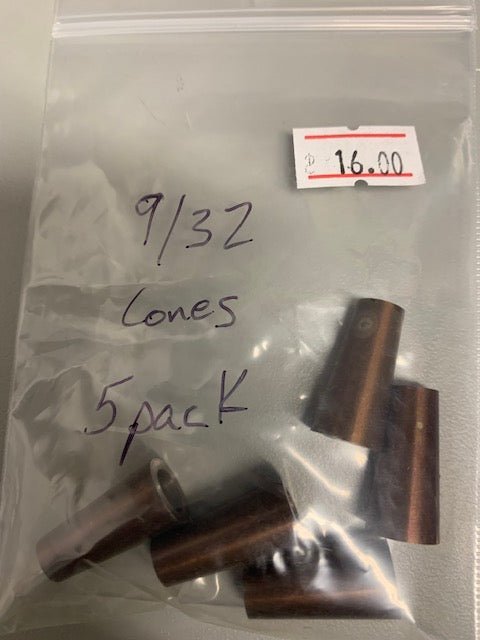 $ 16.00
9/32
Cones
5 pack